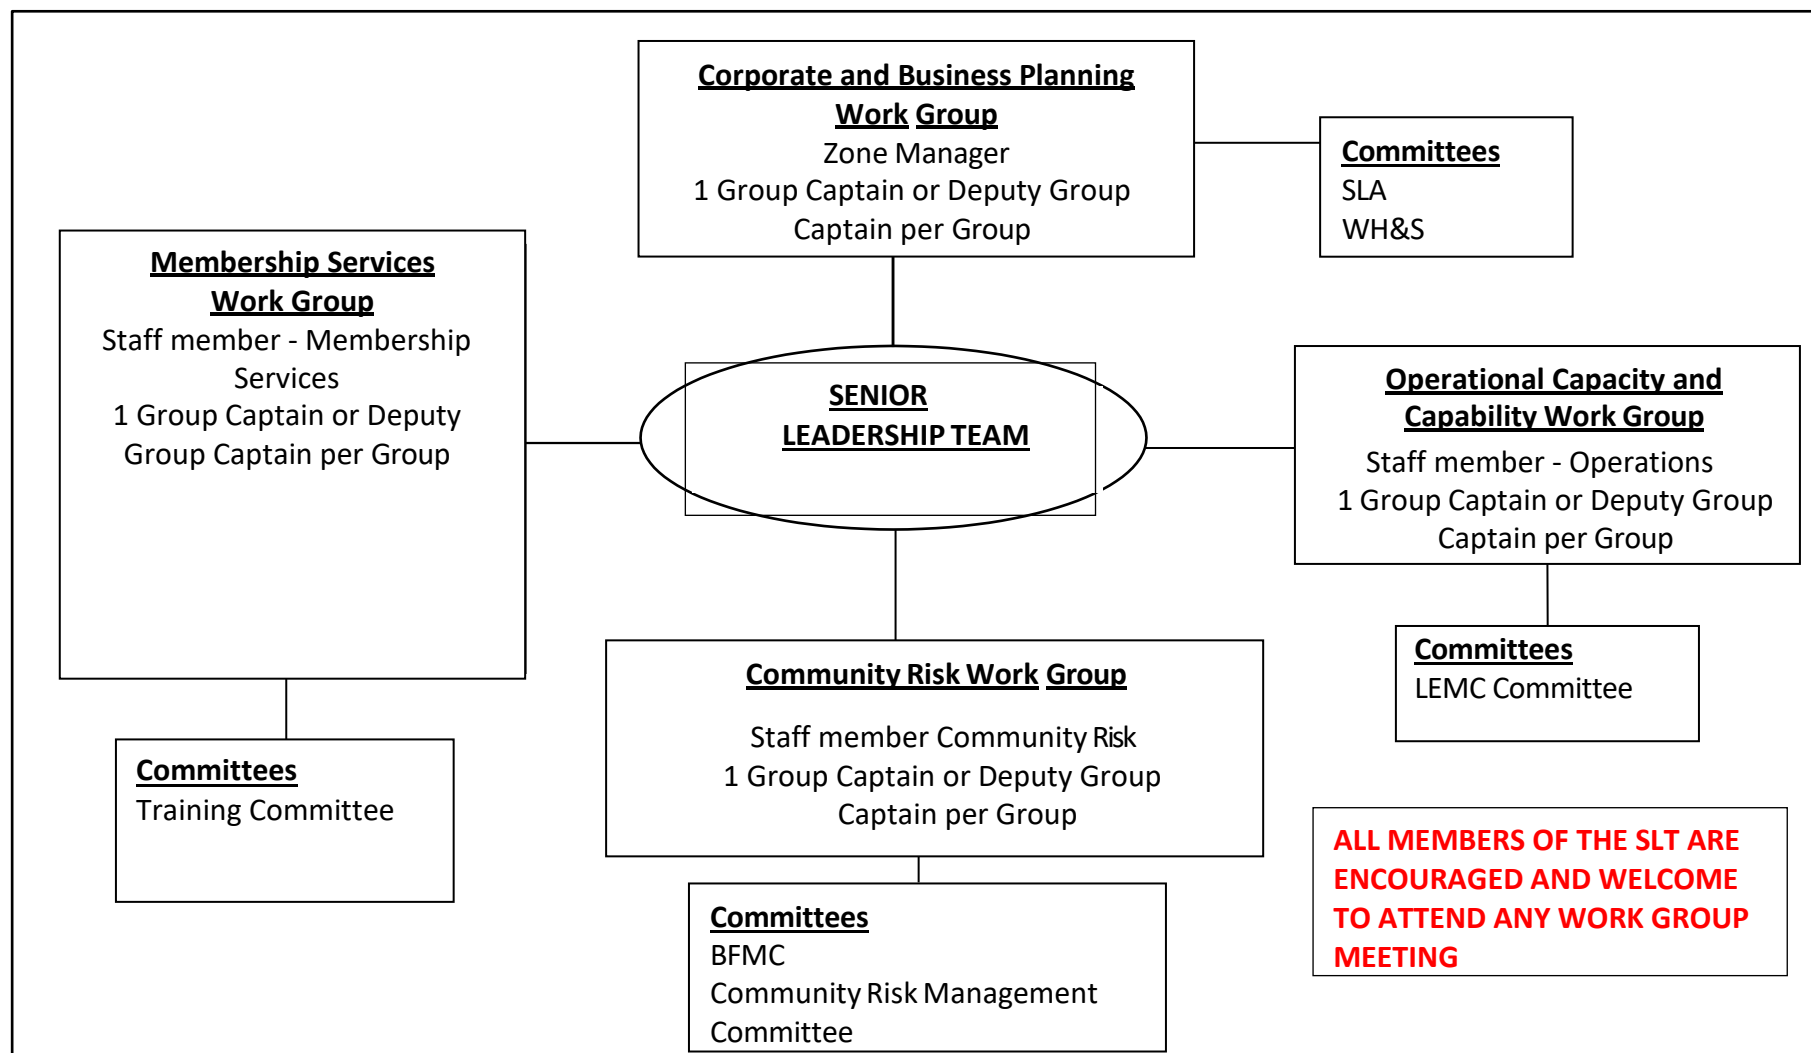 Corporate and Business Planning
Work Group
Zone Manager
1 Group Captain or Deputy Group
Captain per Group
Committees
SLA
WH&S
Membership Services
Work Group
Staff member - Membership
Services
1 Group Captain or Deputy
Group Captain per Group
SENIOR
LEADERSHIP TEAM
Operational Capacity and
Capability Work Group
Staff member - Operations
1 Group Captain or Deputy Group
Captain per Group
Committees
LEMC Committee
Community Risk Work Group
Staff member Community Risk
1 Group Captain or Deputy Group
Captain per Group
Committees
Training Committee
ALL MEMBERS OF THE SLT ARE
ENCOURAGED AND WELCOME
TO ATTEND ANY WORK GROUP
MEETING
Committees
BFMC
Community Risk Management
Committee